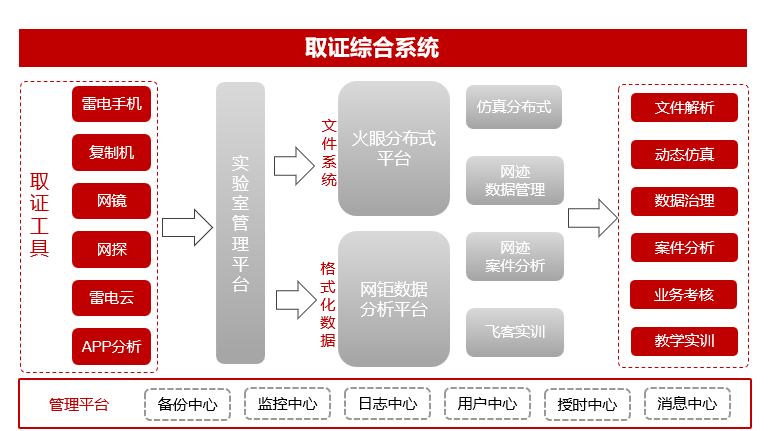 取证综合系统
取证工具
雷电手机
复制机
网镜
网探
雷电云
APP分析
实验室管理平台
文件系统
格式化数据
火眼分布式
平台
网钜数据
分析平台
仿真分布式
网迹
数据管理
网迹
案件分析
飞客实训
文件解析
动态仿真
数据治理
案件分析
业务考核
教学实训
管理平台
备份中心
监控中心
日志中心
用户中心
授时中心
消息中心